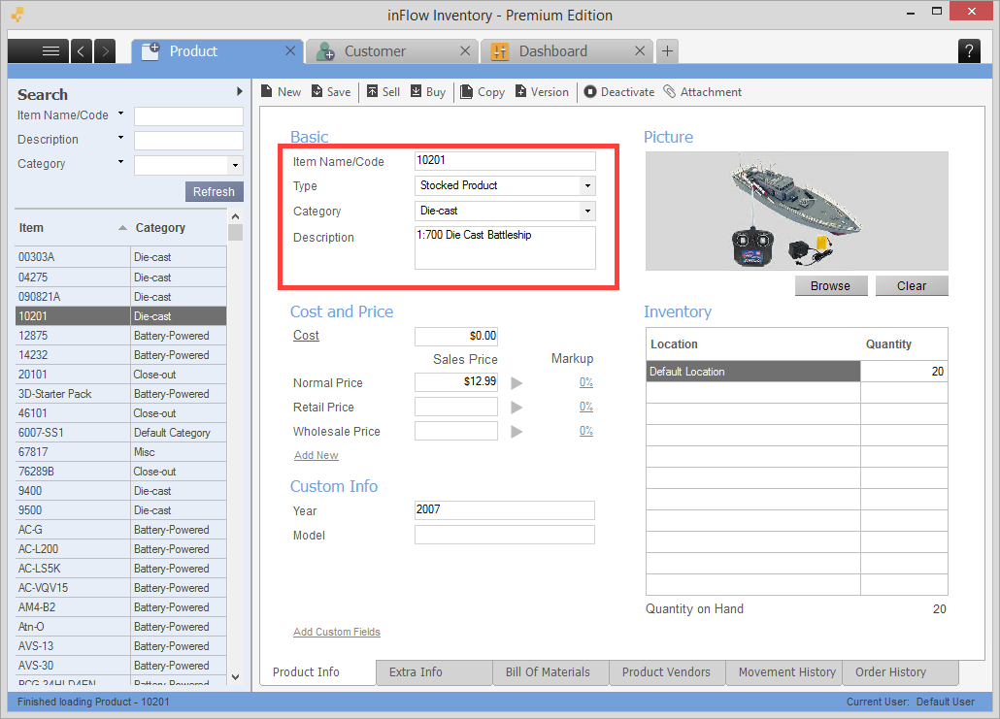 inFlow Inventory - Premium Edition
Product
Customer
Dashboard
?
Search
Item Name/Code
Description
Category
Refresh
Item Category
00303A Die-cast
04275 Die-cast
090821A Die-cast
10201 Die-cast
12875 Battery-Powered
14232 Battery-Powered
20101 Close-out
3D-Starter Pack Battery-Powered
46101 Close-out
6007-SS1 Default Category
67817 Misc
76289B Close-out
9400 Die-cast
9500 Die-cast
AC-G Battery-Powered
AC-L200 Battery-Powered
AC-LS5K Battery-Powered
AC-VQV15 Battery-Powered
AM4-B2 Battery-Powered
Atn-O Battery-Powered
AVS-13 Battery-Powered
AVS-30 Battery-Powered
New Save Sell Buy Copy Version Deactivate Attachment
Basic
Item Name/Code 10201
Type Stocked Product
Category Die-cast
Description 1:700 Die Cast Battleship
Cost and Price
Cost $0.00
Sales Price Markup
Normal Price $12.99 0%
Retail Price 0%
Wholesale Price 0%
Add New
Custom Info
Year 2007
Model
Add Custom Fields
Picture
Browse Clear
Inventory
Location Quantity
Default Location 20
Quantity on Hand 20
Product Info Extra Info Bill Of Materials Product Vendors Movement History Order History
Finished loading Product - 10201
Current User: Default User